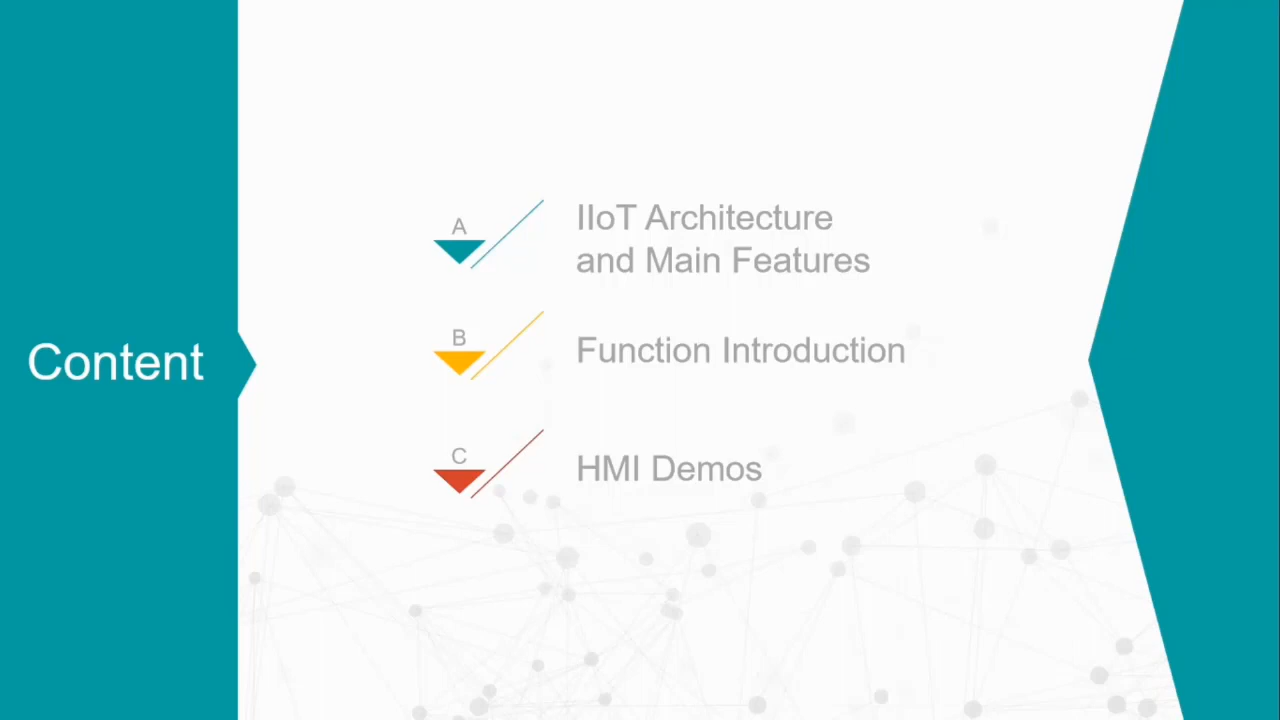 Content
A
IIoT Architecture
and Main Features
B
Function Introduction
C
HMI Demos